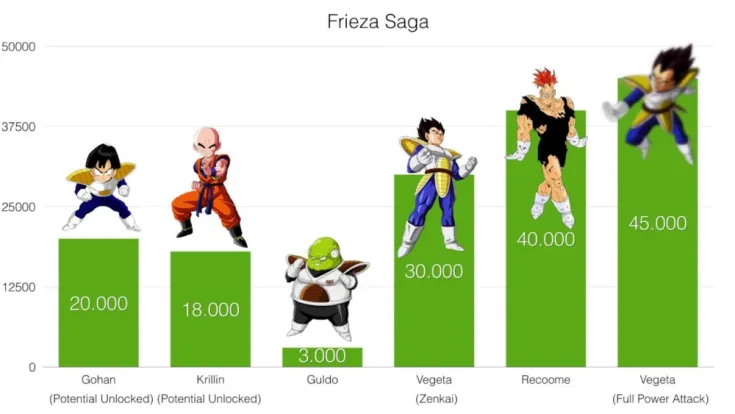 Frieza Saga
50000
37500
25000
12500
0
20.000
18.000
3.000
30.000
40.000
45.000
Gohan
(Potential Unlocked)
Krillin
(Potential Unlocked)
Guldo
Vegeta
(Zenkai)
Recoome
Vegeta
(Full Power Attack)